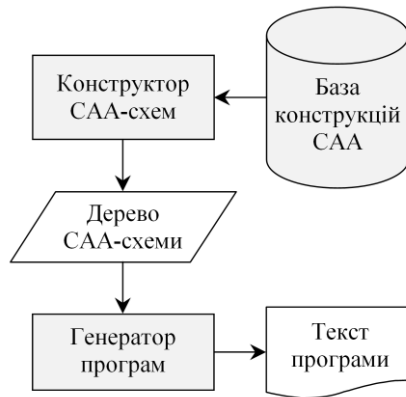 Конструктор
САА-схем
База
конструкцій
САА
Дерево
САА-схеми
Генератор
програм
Текст
програми